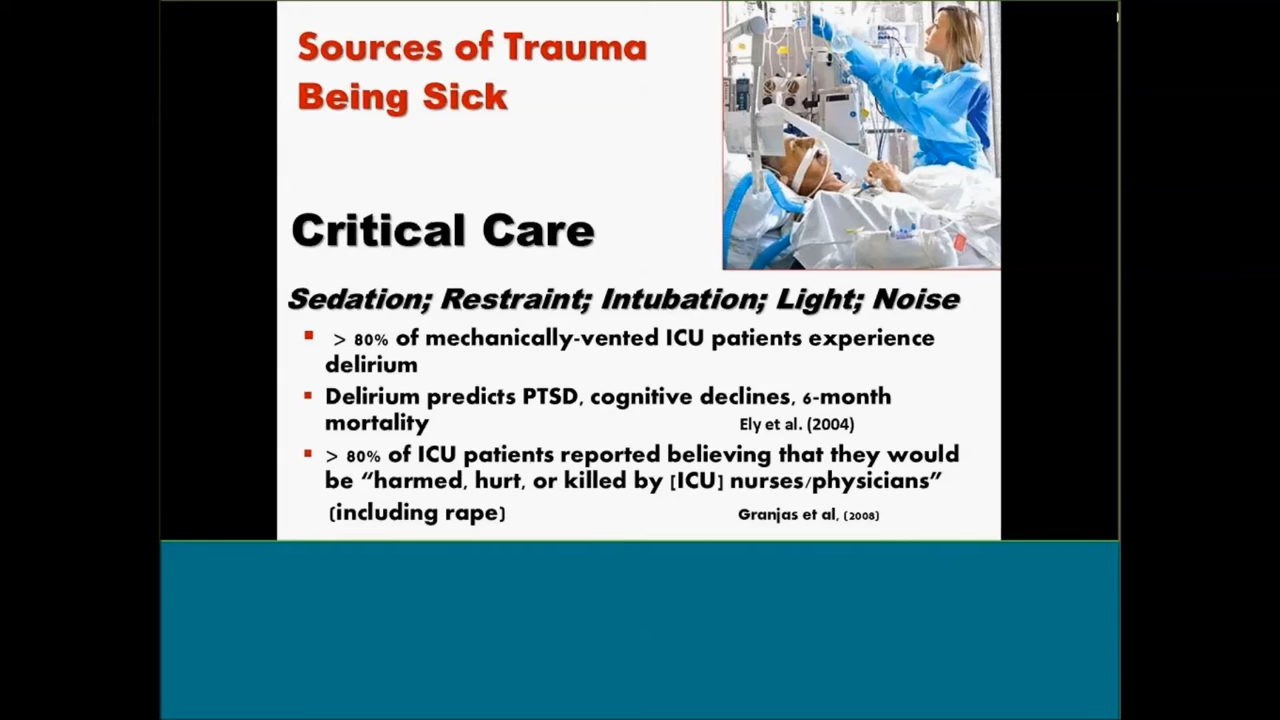 Sources of Trauma
Being Sick
Critical Care
Sedation; Restraint; Intubation; Light; Noise
> 80% of mechanically-vented ICU patients experience
delirium
Delirium predicts PTSD, cognitive declines, 6-month
mortality Ely et al. (2004)
> 80% of ICU patients reported believing that they would
be “harmed, hurt, or killed by [ICU] nurses/physicians”
(including rape) Granjas et al, (2008)